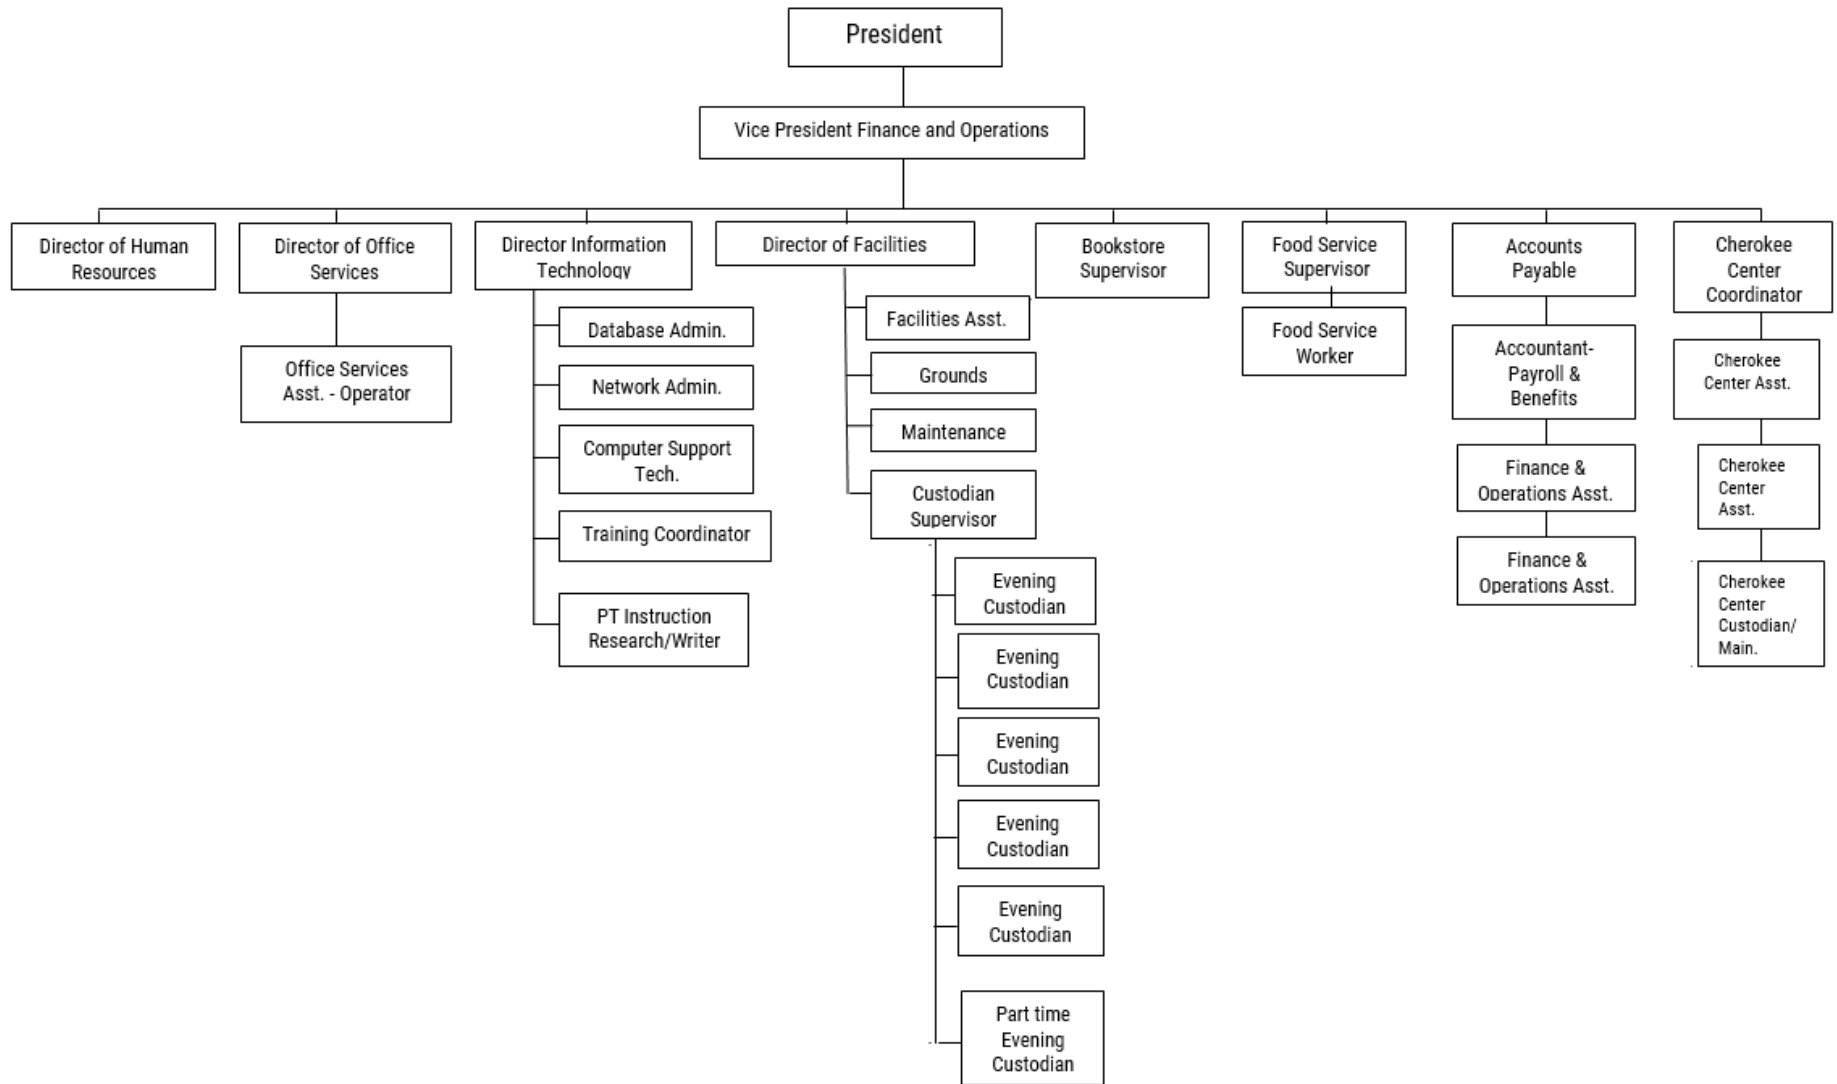 President
Vice President Finance and Operations
Director of Human
Resources
Director of Office
Services
Office Services
Asst. - Operator
Director Information
Technology
Database Admin.
Network Admin.
Computer Support
Tech.
Training Coordinator
PT Instruction
Research/Writer
Director of Facilities
Facilities Asst.
Grounds
Maintenance
Custodian
Supervisor
Evening
Custodian
Evening
Custodian
Evening
Custodian
Evening
Custodian
Evening
Custodian
Part time
Evening
Custodian
Bookstore
Supervisor
Food Service
Supervisor
Food Service
Worker
Accounts
Payable
Accountant-
Payroll &
Benefits
Finance &
Operations Asst.
Finance &
Operations Asst.
Cherokee
Center
Coordinator
Cherokee
Center Asst.
Cherokee
Center
Asst.
Cherokee
Center
Custodian/
Main.